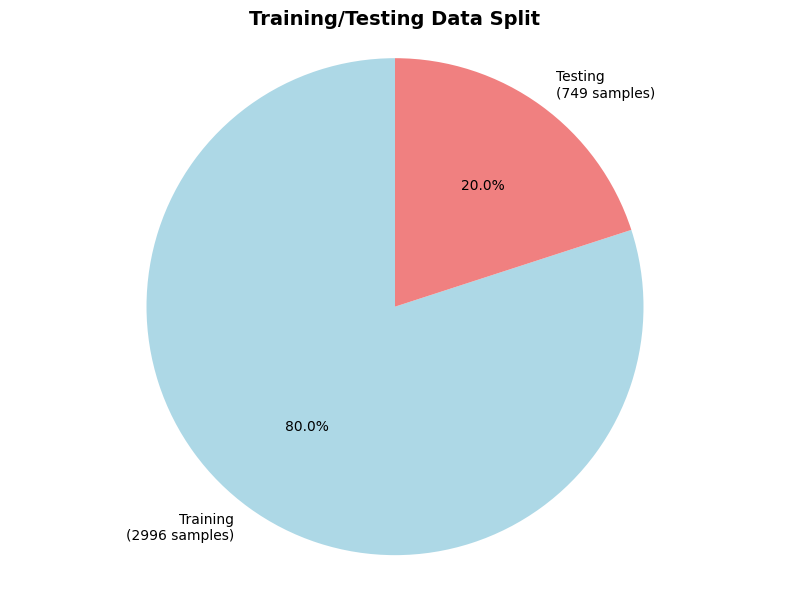 Training/Testing Data Split
Testing
(749 samples)
20.0%
80.0%
Training
(2996 samples)